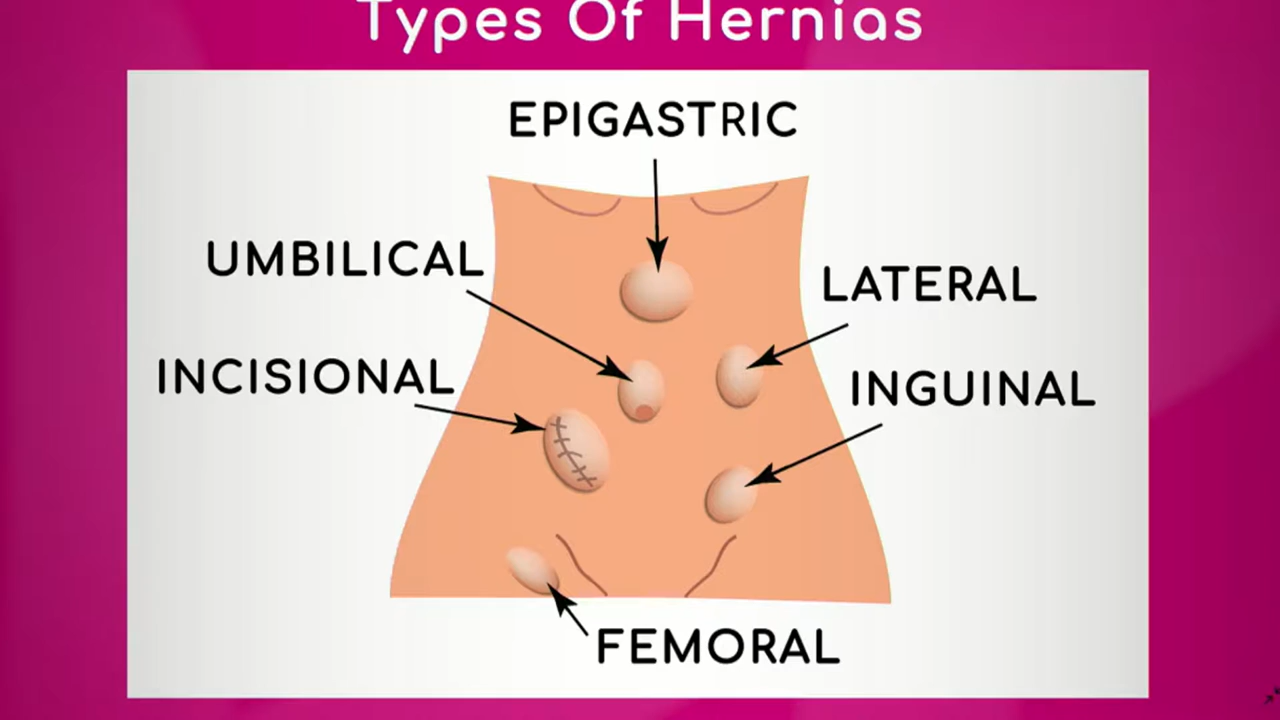 Types Of Hernias
EPIGASTRIC
UMBILICAL
LATERAL
INCISIONAL
INGUINAL
FEMORAL